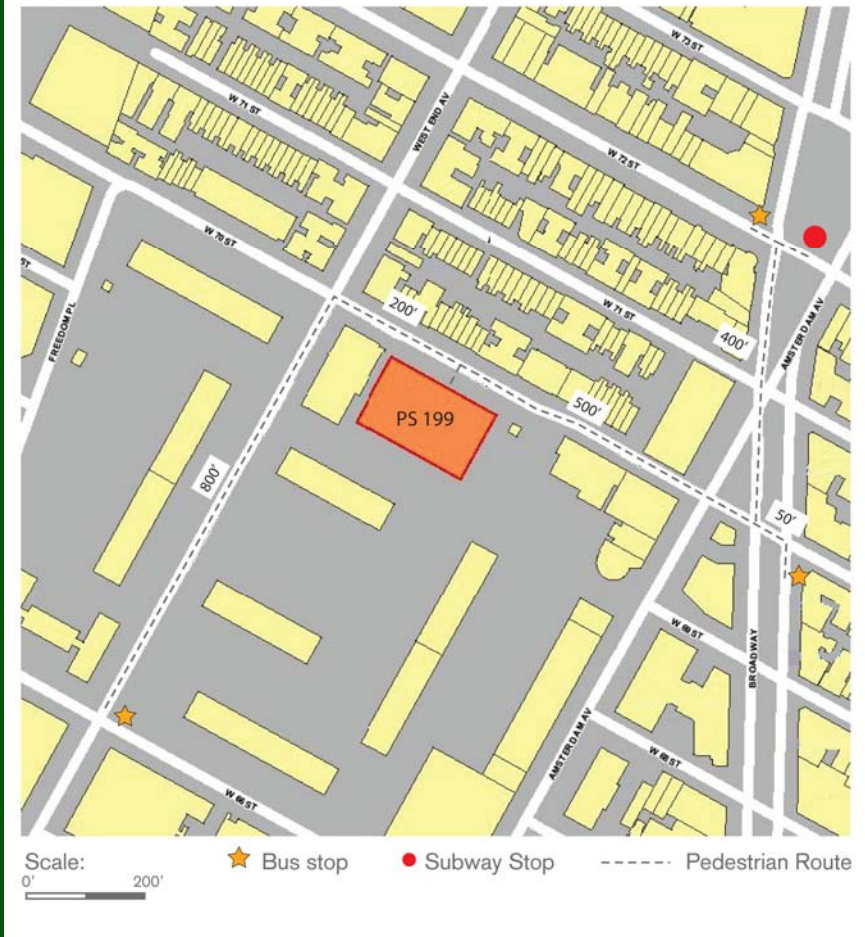 W 73 ST
W 71 ST
WEST END AV
W 72 ST
W 70 ST
ST
FREEDOM PL
200'
W 71 ST
400'
AMSTERDAM AV
PS 199
500'
800'
50'
W 69 ST
BROADWAY
AMSTERDAM AV
W 68 ST
W 66 ST
Scale:
0' 200'
Bus stop
Subway Stop
Pedestrian Route